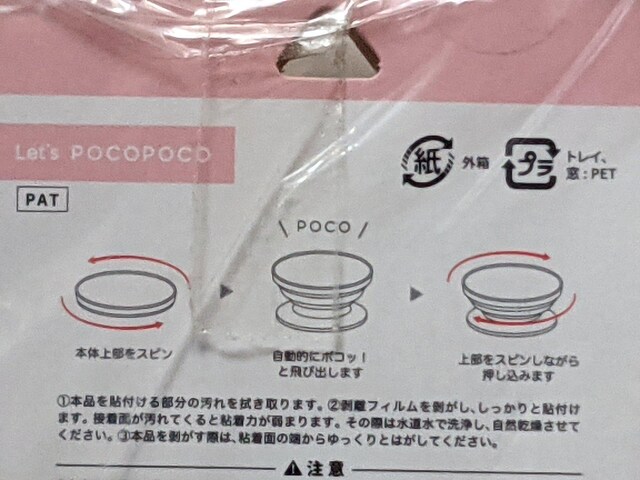 Let's POCOPOCO
PAT
紙 外箱
プラ トレイ、
窓:PET
\ POCO /
本体上部をスピン
自動的にポコッ!
と飛び出します
上部をスピンしながら
押し込みます
①本品を貼付ける部分の汚れを拭き取ります。②剥離フィルムを剥がし、しっかりと貼付け
ます。接着面が汚れてくると粘着力が弱まります。その際は水道水で洗浄し、自然乾燥させて
ください。③本品を剥がす際は、粘着面の端からゆっくりとはがしてください。
注意